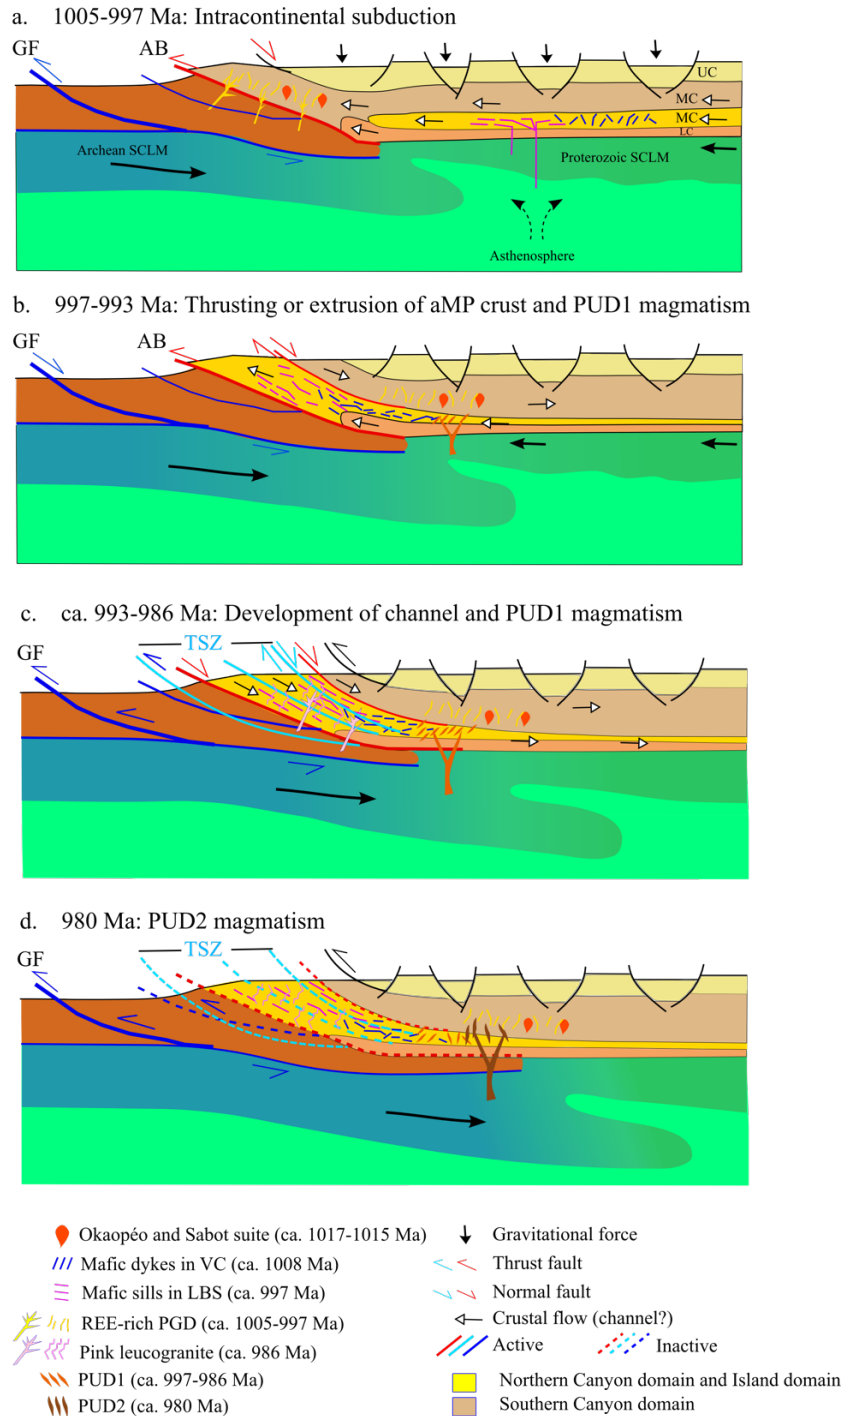 a. 1005-997 Ma: Intracontinental subduction
GF
AB
UC
MC
MC
LC
Archean SCLM
Proterozoic SCLM
Asthenosphere
b. 997-993 Ma: Thrusting or extrusion of aMP crust and PUD1 magmatism
GF
AB
c. ca. 993-986 Ma: Development of channel and PUD1 magmatism
TSZ
GF
d. 980 Ma: PUD2 magmatism
TSZ
GF
Okaopéo and Sabot suite (ca. 1017-1015 Ma)
Mafic dykes in VC (ca. 1008 Ma)
Mafic sills in LBS (ca. 997 Ma)
REE-rich PGD (ca. 1005-997 Ma)
Pink leucogranite (ca. 986 Ma)
PUD1 (ca. 997-986 Ma)
PUD2 (ca. 980 Ma)
Gravitational force
Thrust fault
Normal fault
Crustal flow (channel?)
Active
Inactive
Northern Canyon domain and Island domain
Southern Canyon domain